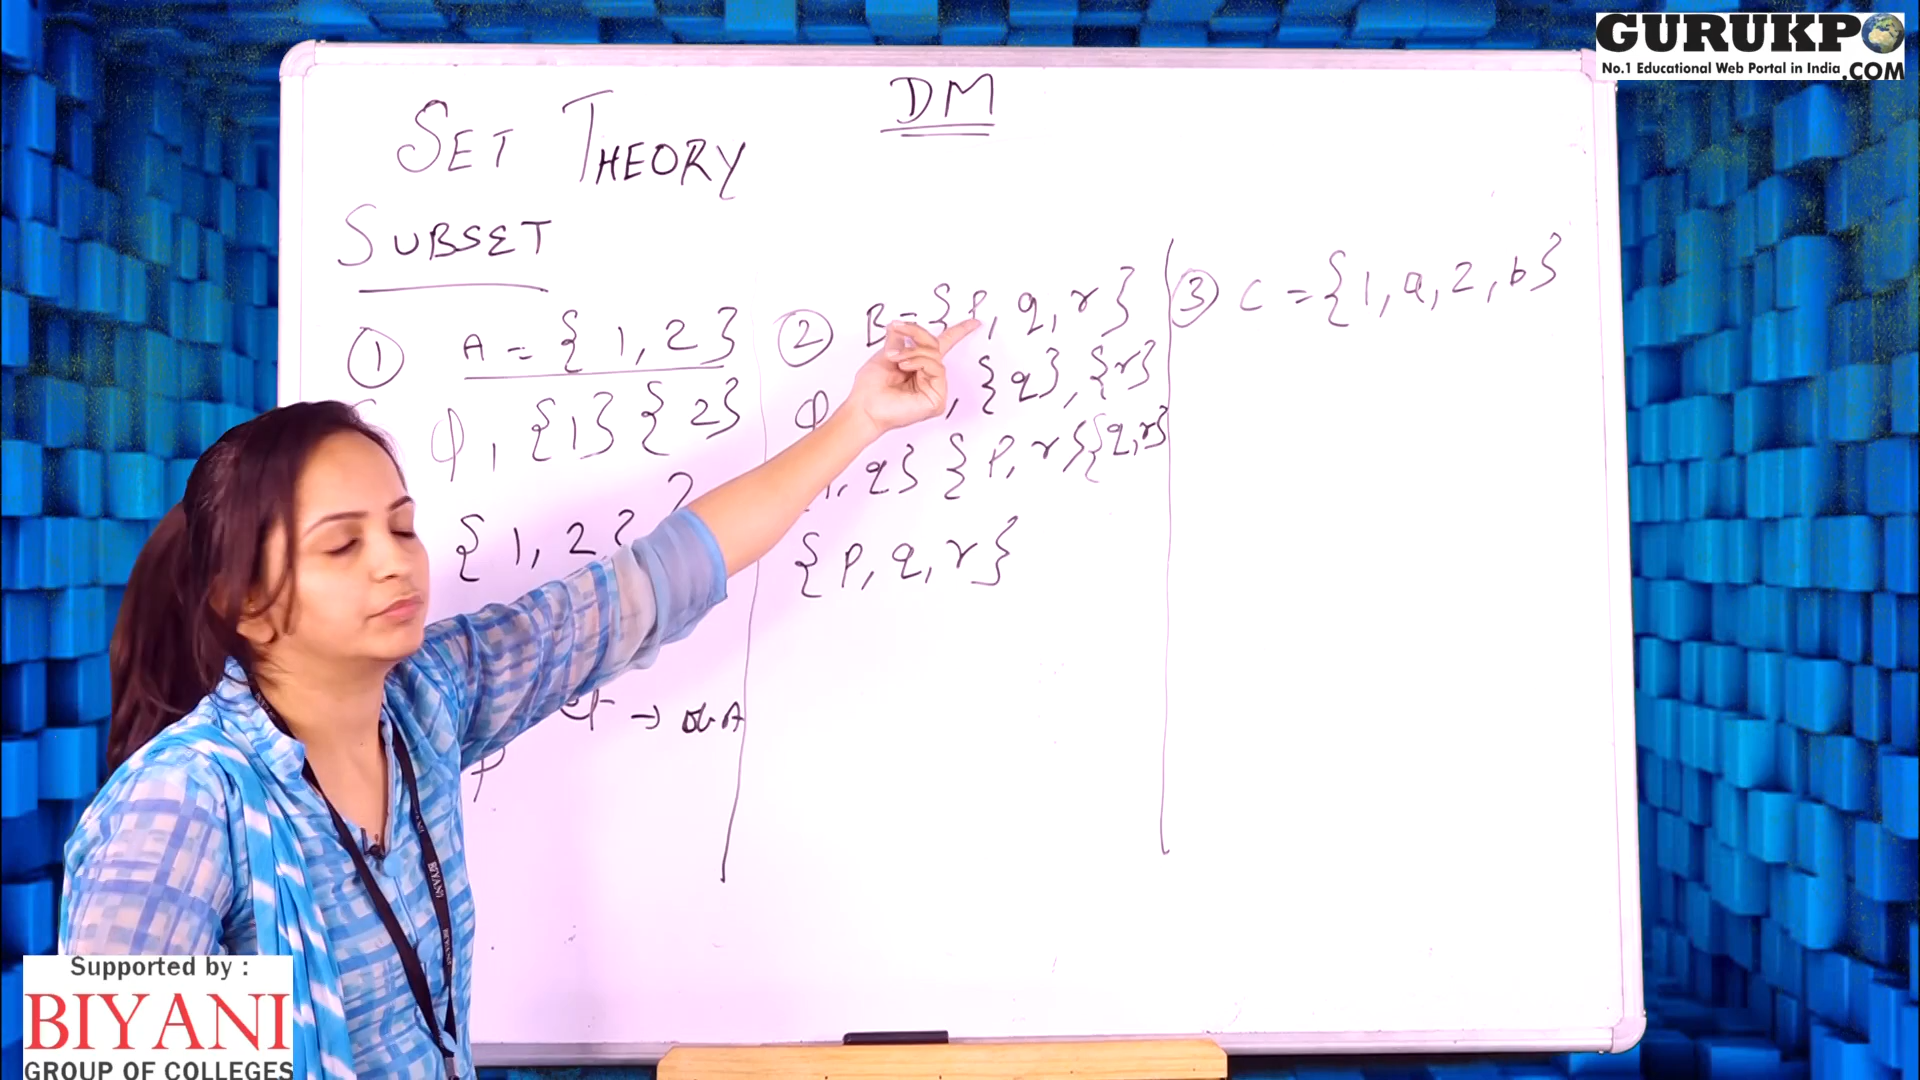 GURUKPO
No.1 Educational Web Portal in India
.COM
DM
SET THEORY
SUBSET
① A = { 1, 2 }
φ, {1} {2}
{ 1, 2 }
→ A
② B = { P, q, r }
φ , {q}, {r}
, q} { P, r } {q, r}
{ P, q, r }
③ C = { 1, a, 2, b }
Supported by :
BIYANI
GROUP OF COLLEGES
BIYANI
BIYANI